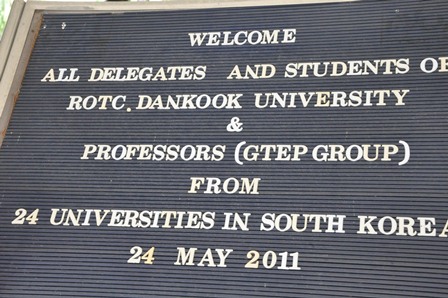 WELCOME
ALL DELEGATES AND STUDENTS OF
ROTC. DANKOOK UNIVERSITY
&
PROFESSORS (GTEP GROUP)
FROM
24 UNIVERSITIES IN SOUTH KOREA
24 MAY 2011